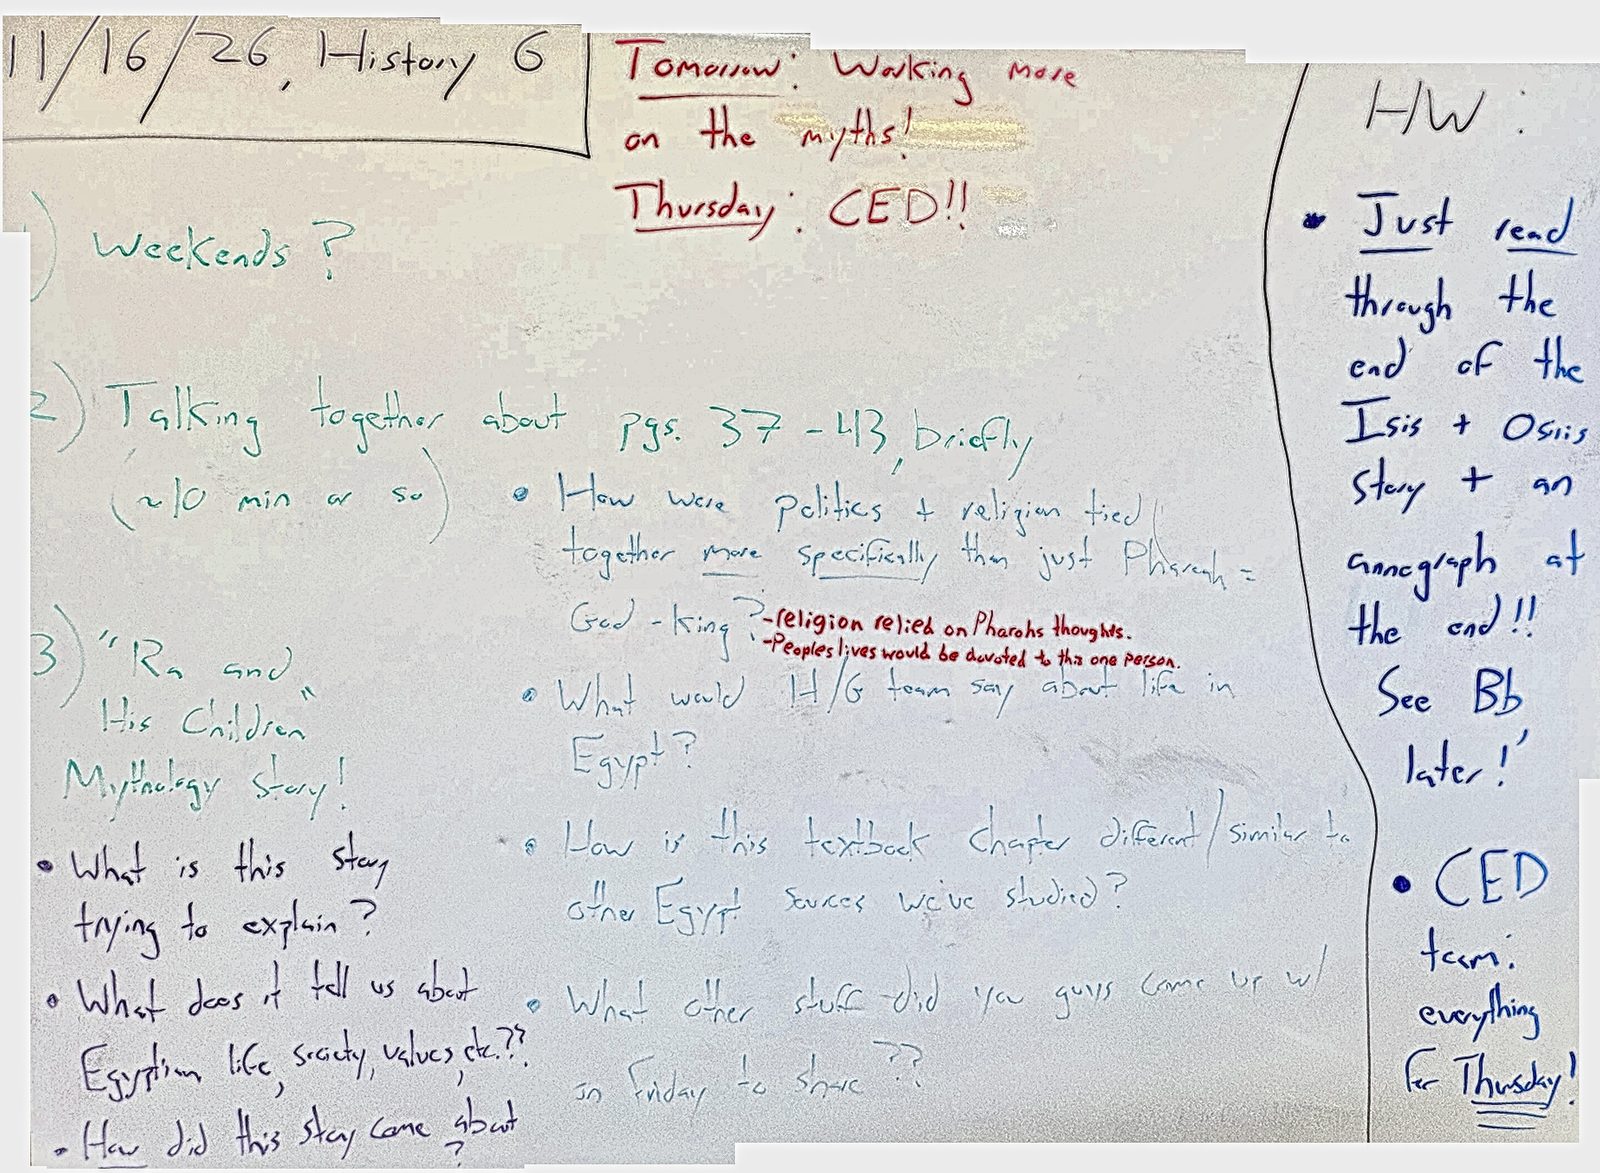 11/16/26, History 6
Tomorrow: Working more
on the myths!
Thursday: CED!!
1) Weekends?
2) Talking together about pgs. 37-43, briefly
(~10 min or so)
• How were politics + religion tied
together more specifically than just Pharaoh =
God-king?
-religion relied on Pharohs thoughts.
-Peoples lives would be devoted to this one person.
• What would H/G team say about life in
Egypt?
• How is this textbook chapter different/similar to
other Egypt sources we've studied?
• What other stuff did you guys come up w/
on Friday to share??
3) "Ra and
His Children"
Mythology story!
• What is this story
trying to explain?
• What does it tell us about
Egyptian life, society, values, etc.??
• How did this story come about
?
HW:
• Just read
through the
end of the
Isis + Osiris
story + an
annograph at
the end!!
See Bb
later!
• CED
team:
everything
for Thursday!